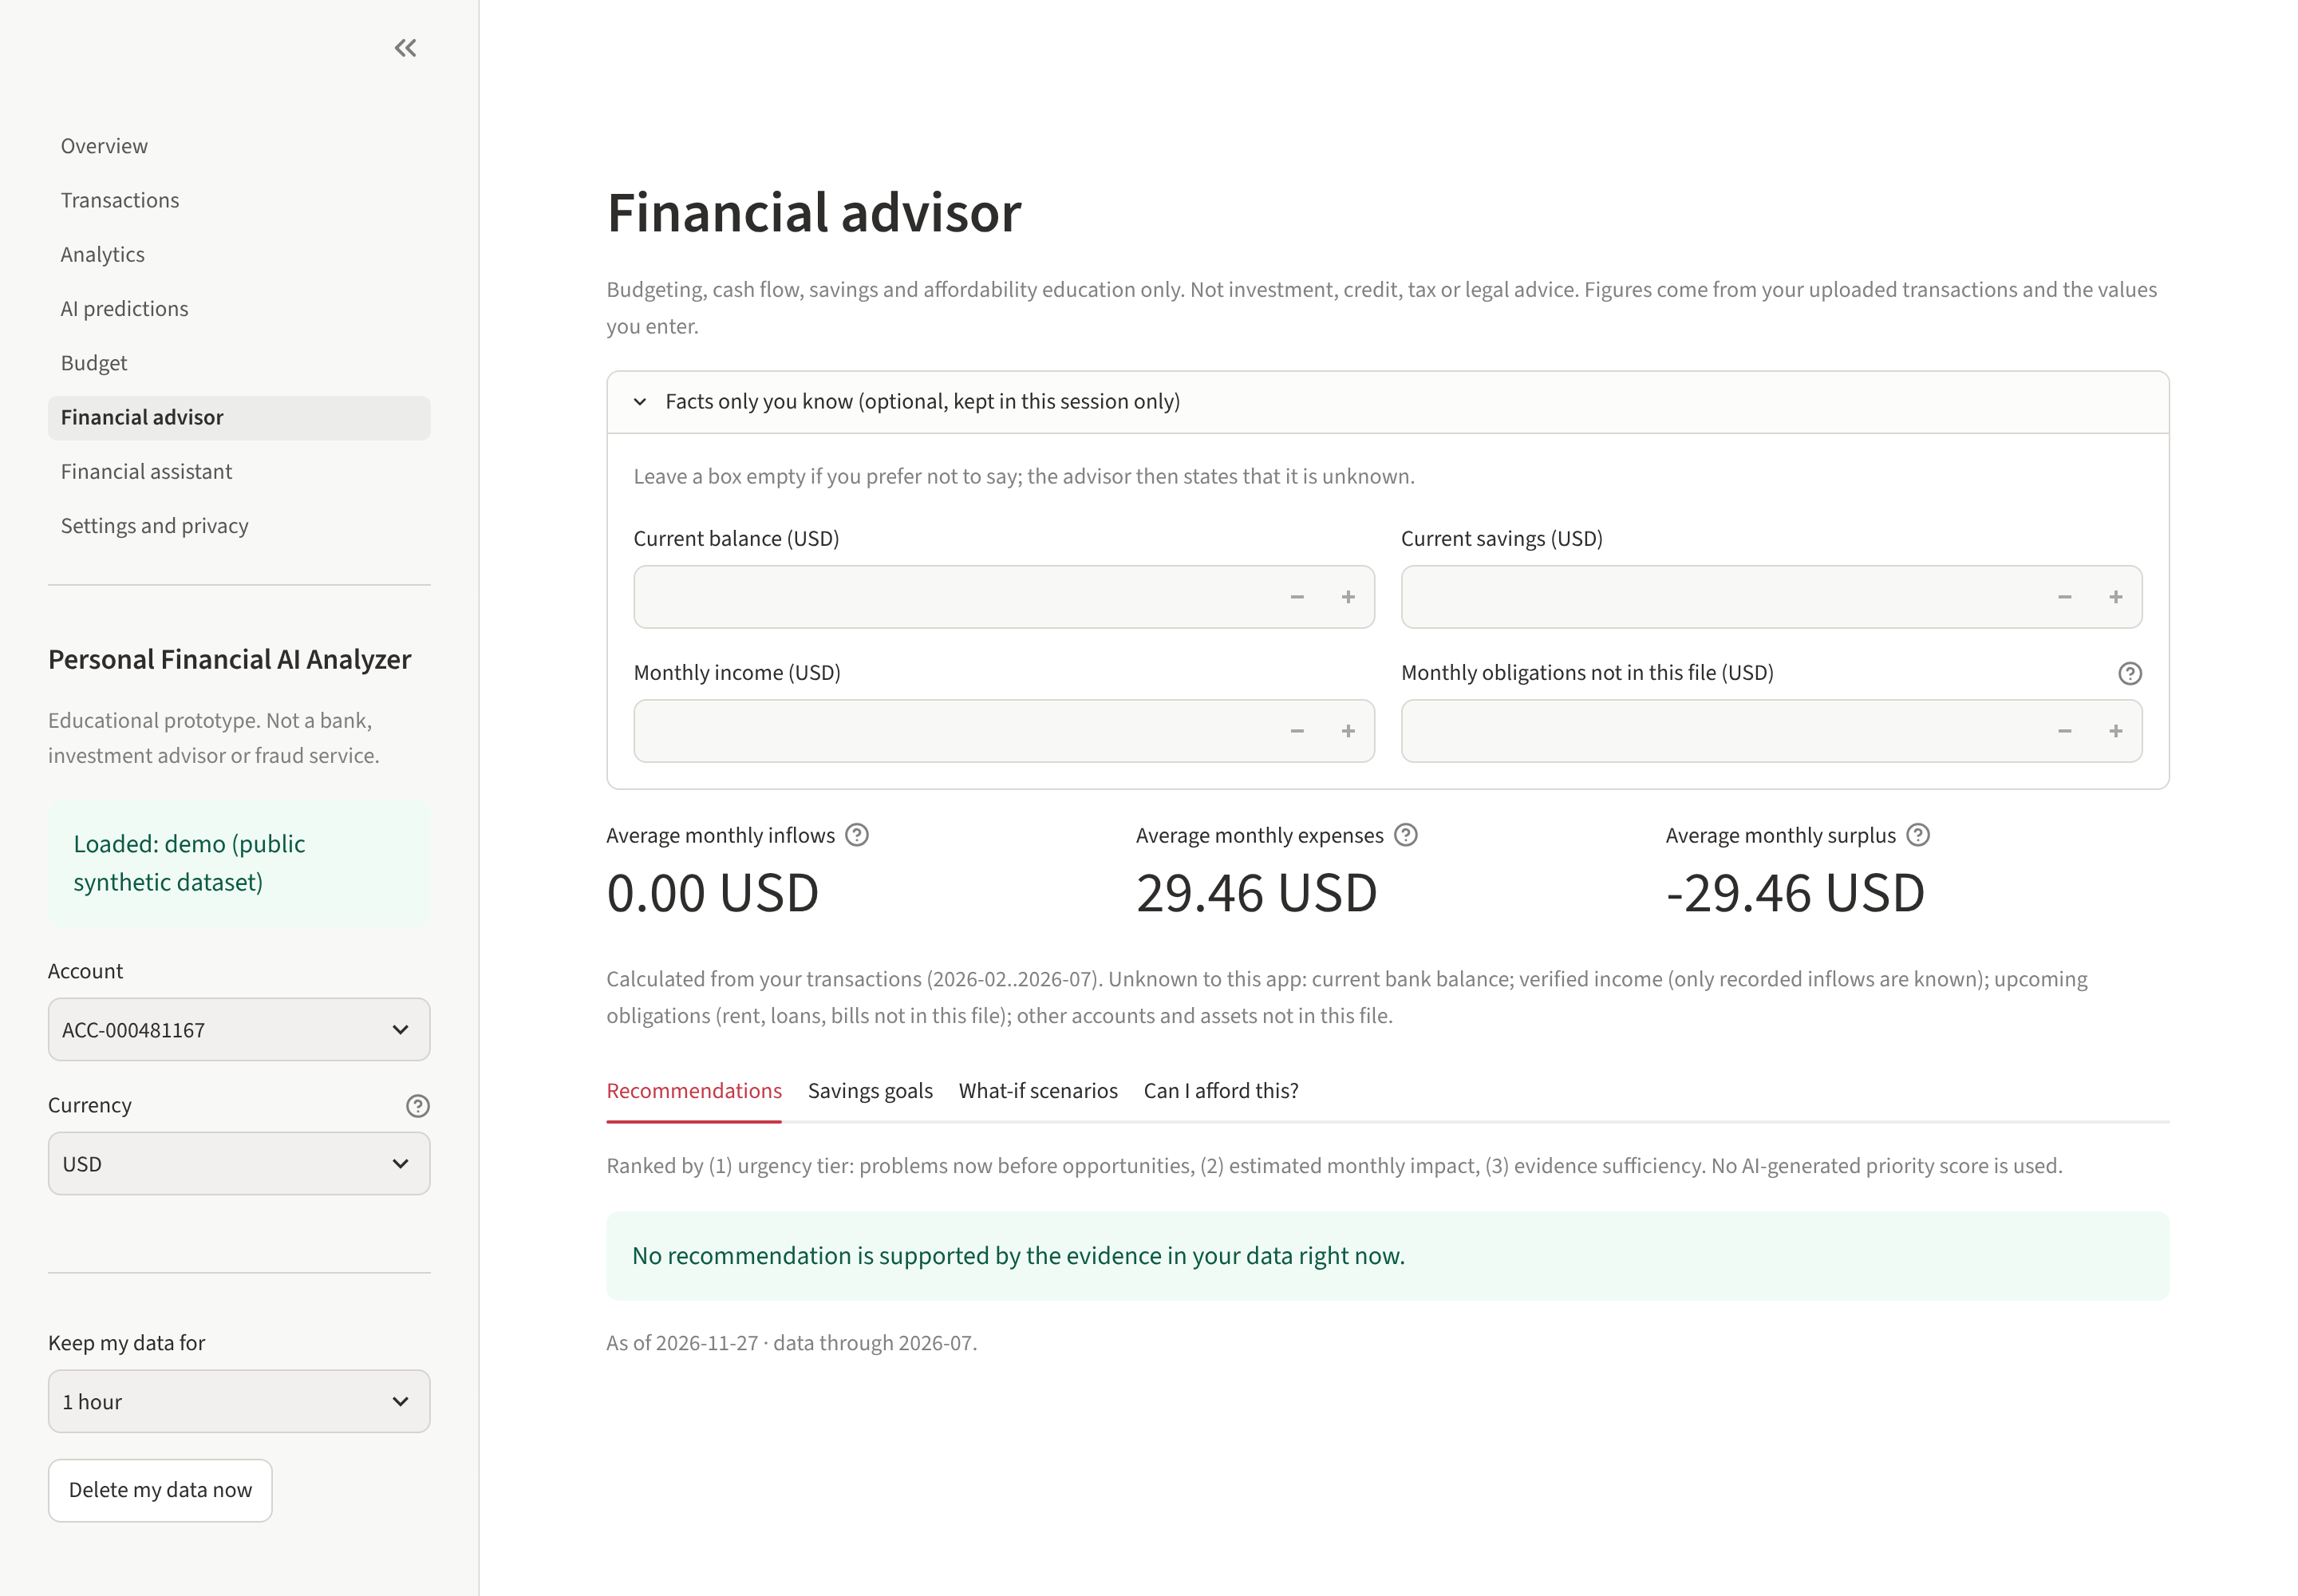 Overview
Transactions
Analytics
AI predictions
Budget
Financial advisor
Financial assistant
Settings and privacy
Personal Financial AI Analyzer
Educational prototype. Not a bank,
investment advisor or fraud service.
Loaded: demo (public
synthetic dataset)
Account
ACC-000481167
Currency
USD
Keep my data for
1 hour
Delete my data now
Financial advisor
Budgeting, cash flow, savings and affordability education only. Not investment, credit, tax or legal advice. Figures come from your uploaded transactions and the values
you enter.
Facts only you know (optional, kept in this session only)
Leave a box empty if you prefer not to say; the advisor then states that it is unknown.
Current balance (USD)
Current savings (USD)
Monthly income (USD)
Monthly obligations not in this file (USD)
Average monthly inflows
0.00 USD
Average monthly expenses
29.46 USD
Average monthly surplus
-29.46 USD
Calculated from your transactions (2026-02..2026-07). Unknown to this app: current bank balance; verified income (only recorded inflows are known); upcoming
obligations (rent, loans, bills not in this file); other accounts and assets not in this file.
Recommendations Savings goals What-if scenarios Can I afford this?
Ranked by (1) urgency tier: problems now before opportunities, (2) estimated monthly impact, (3) evidence sufficiency. No AI-generated priority score is used.
No recommendation is supported by the evidence in your data right now.
As of 2026-11-27 · data through 2026-07.